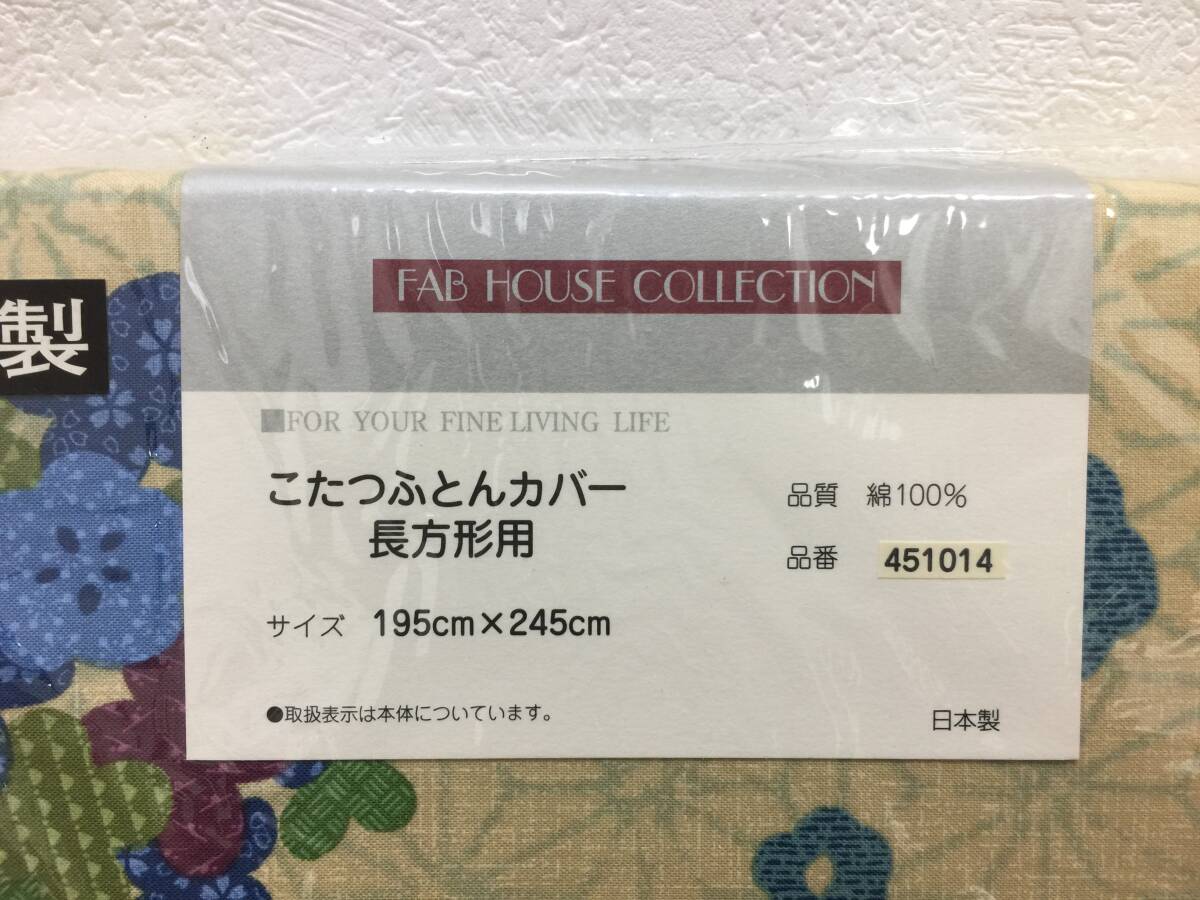 製
FAB HOUSE COLLECTION
■FOR YOUR FINE LIVING LIFE
こたつふとんカバー
長方形用
品質 綿100%
品番 451014
サイズ 195cm×245cm
●取扱表示は本体についています。
日本製